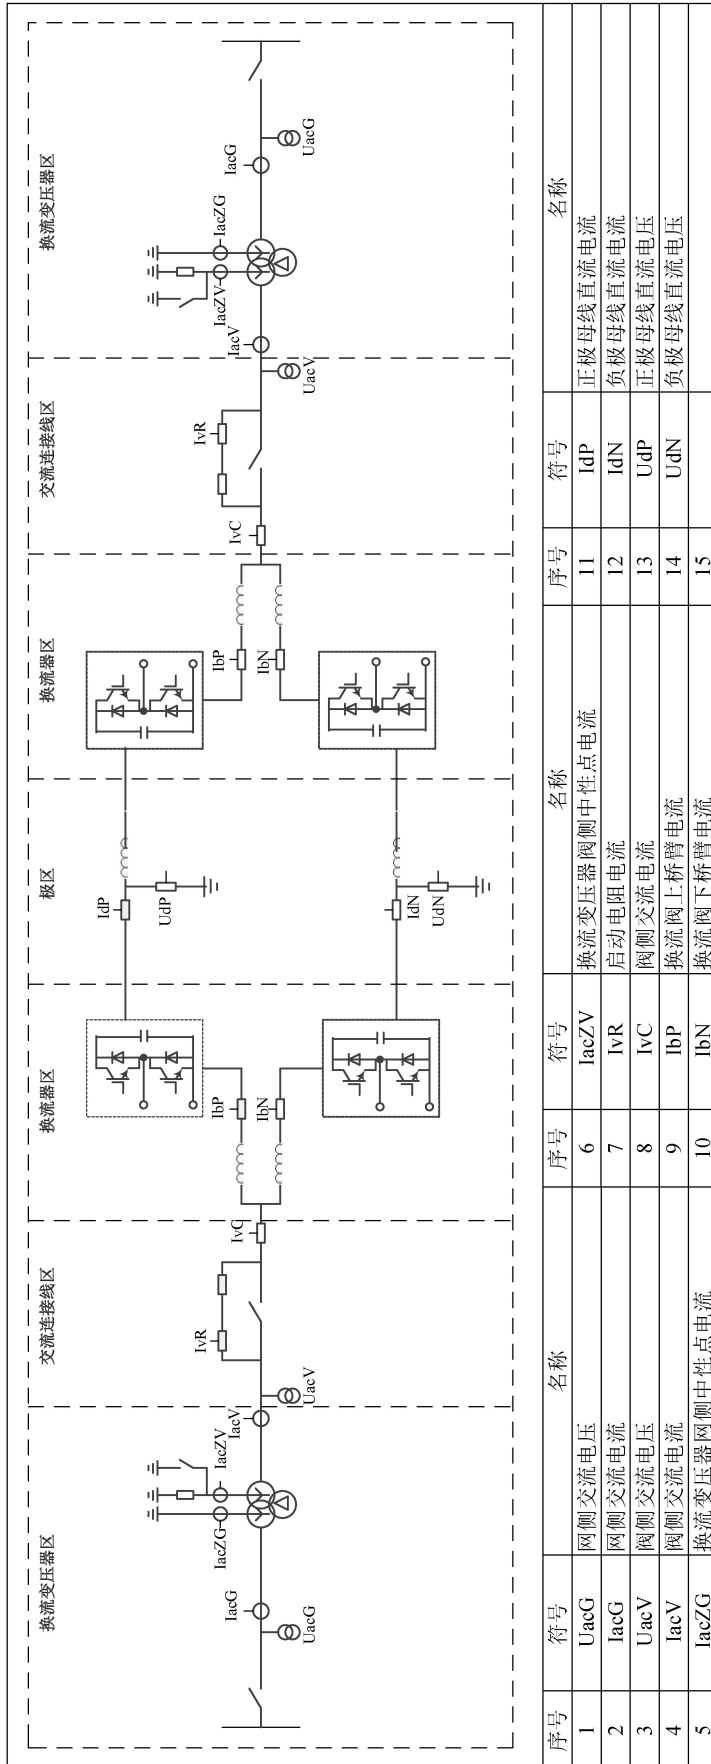 换流变压器区
交流连接线区
换流器区
极区
换流器区
交流连接线区
换流变压器区
IacG
UacG
IacZG
IacZV
IacV
UacV
IvR
IvC
IbP
IbN
IdP
UdP
IdN
UdN
IbP
IbN
IvC
IvR
UacV
IacV
IacZV
IacZG
IacG
UacG
序号 符号 名称 序号 符号 名称 序号 符号 名称
1 UacG 网侧交流电压 6 IacZV 换流变压器阀侧中性点电流 11 IdP 正极母线直流电流
2 IacG 网侧交流电流 7 IvR 启动电阻电流 12 IdN 负极母线直流电流
3 UacV 阀侧交流电压 8 IvC 阀侧交流电流 13 UdP 正极母线直流电压
4 IacV 阀侧交流电流 9 IbP 换流阀上桥臂电流 14 UdN 负极母线直流电压
5 IacZG 换流变压器网侧中性点电流 10 IbN 换流阀下桥臂电流 15